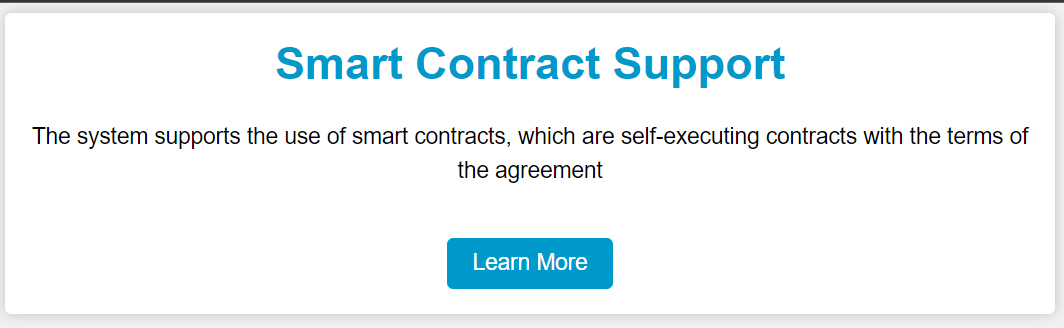 Smart Contract Support
The system supports the use of smart contracts, which are self-executing contracts with the terms of
the agreement
Learn More